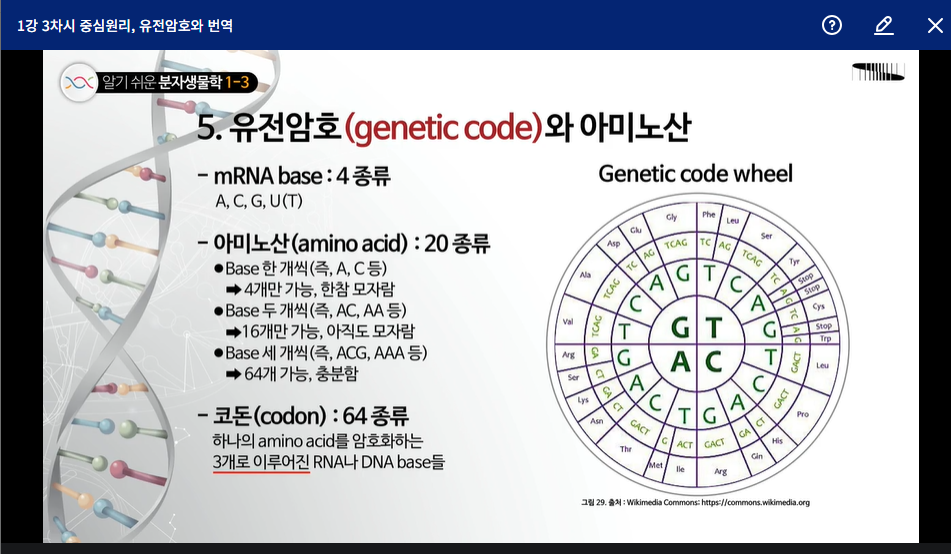 1강 3차시 중심원리, 유전암호와 번역
알기 쉬운 분자생물학 1-3
5. 유전암호(genetic code)와 아미노산
- mRNA base : 4 종류
A, C, G, U(T)
- 아미노산(amino acid) : 20 종류
●Base 한 개씩(즉, A, C 등)
➡ 4개만 가능, 한참 모자람
●Base 두 개씩(즉, AC, AA 등)
➡16개만 가능, 아직도 모자람
●Base 세 개씩(즉, ACG, AAA 등)
➡ 64개 가능, 충분함
- 코돈(codon) : 64 종류
하나의 amino acid를 암호화하는
3개로 이루어진 RNA나 DNA base들
Genetic code wheel
G T
A C
G T C A G T C A G T C A G T C A
T C
A G
TCAG
TC
A
G
TC
A
G
GACT
GACT
GA
CT
GACT
ACT
G
GACT
CT
GA
CT
GA
TCAG
TCAG
TC
AG
TCAG
Phe
Leu
Ser
Tyr
Stop
Stop
Cys
Stop
Trp
Leu
Pro
His
Gln
Arg
Ile
Met
Thr
Asn
Lys
Ser
Arg
Val
Ala
Asp
Glu
Gly
그림 29. 출처 : Wikimedia Commons: https://commons.wikimedia.org